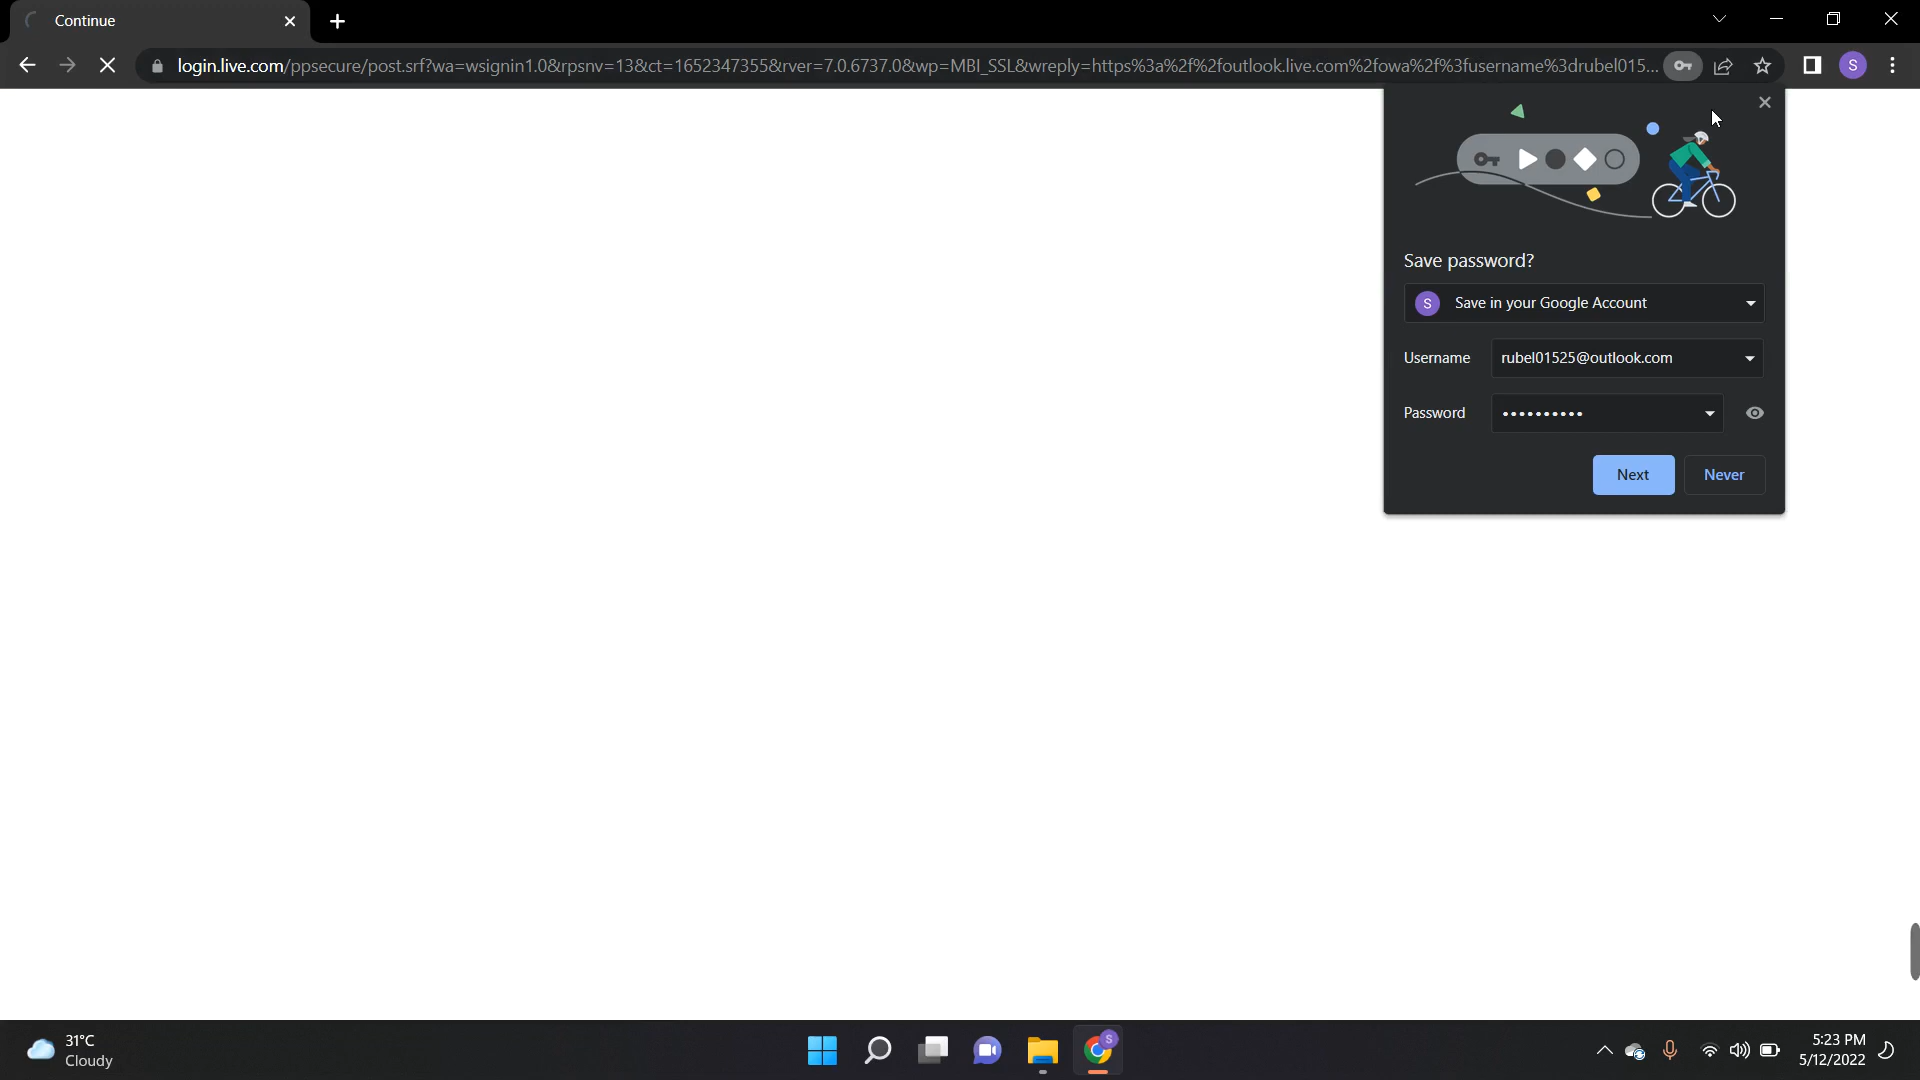 Continue
login.live.com/ppsecure/post.srf?wa=wsignin1.0&rpsnv=13&ct=1652347355&rver=7.0.6737.0&wp=MBI_SSL&wreply=https%3a%2f%2foutlook.live.com%2fowa%2f%3fusername%3drubel015...
S
Save password?
S Save in your Google Account
Username rubel01525@outlook.com
Password ••••••••••
Next Never
31°C
Cloudy
S
5:23 PM
5/12/2022